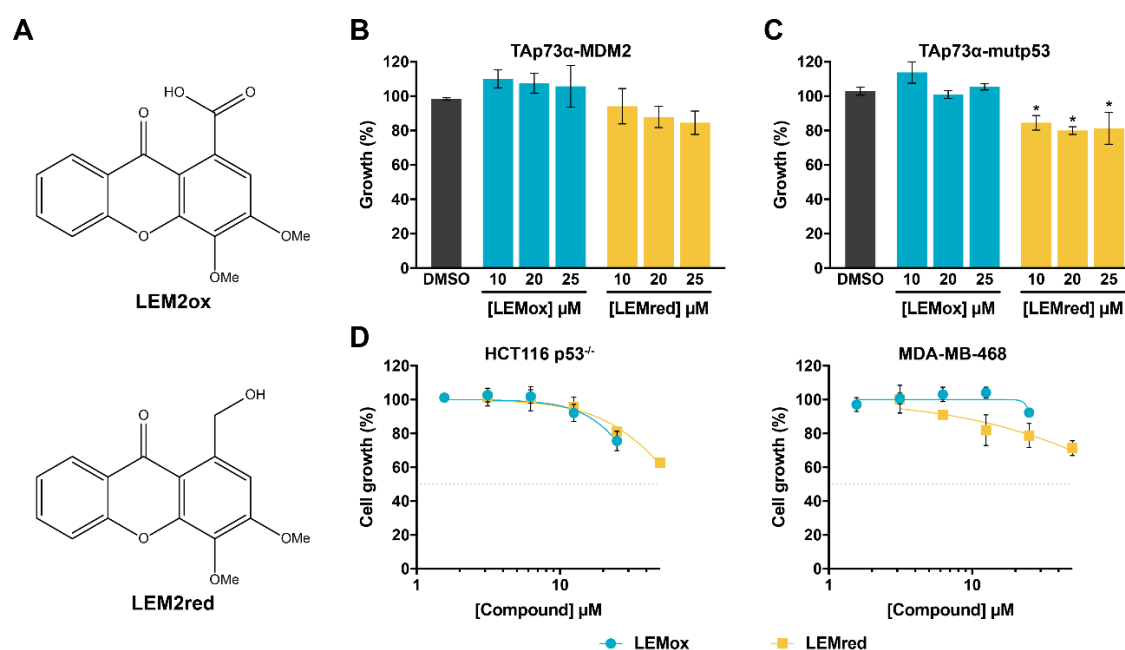 A
HO
O
O
O
OMe
OMe
LEM2ox
OH
O
O
OMe
OMe
LEM2red
B
TAp73α-MDM2
Growth (%)
120
100
80
60
40
20
0
DMSO
10 20 25
10 20 25
[LEMox] µM
[LEMred] µM
C
TAp73α-mutp53
Growth (%)
120
100
80
60
40
20
0
* * *
DMSO
10 20 25
10 20 25
[LEMox] µM
[LEMred] µM
D
HCT116 p53-/-
Cell growth (%)
120
100
80
60
40
20
0
1 10
[Compound] µM
MDA-MB-468
Cell growth (%)
120
100
80
60
40
20
0
1 10
[Compound] µM
LEMox
LEMred